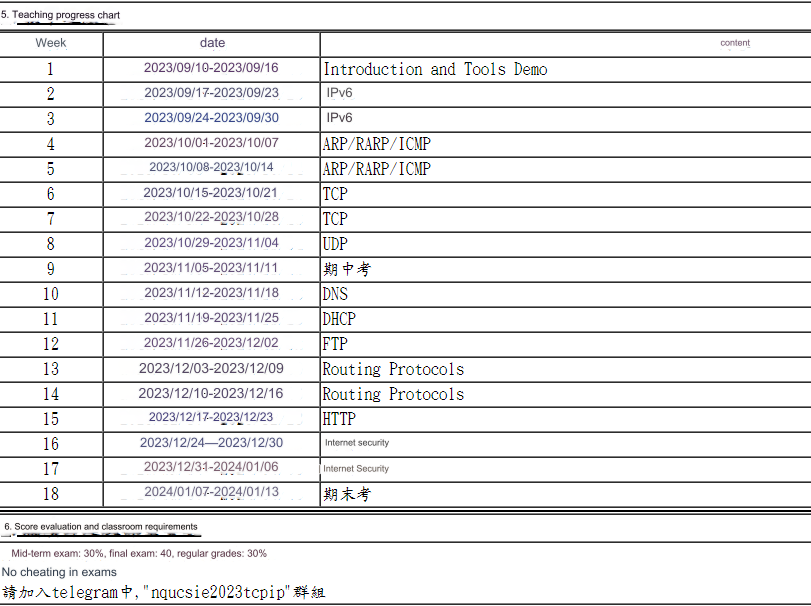 5. Teaching progress chart
Week date content
1 2023/09/10-2023/09/16 Introduction and Tools Demo
2 2023/09/17-2023/09/23 IPv6
3 2023/09/24-2023/09/30 IPv6
4 2023/10/01-2023/10/07 ARP/RARP/ICMP
5 2023/10/08-2023/10/14 ARP/RARP/ICMP
6 2023/10/15-2023/10/21 TCP
7 2023/10/22-2023/10/28 TCP
8 2023/10/29-2023/11/04 UDP
9 2023/11/05-2023/11/11 期中考
10 2023/11/12-2023/11/18 DNS
11 2023/11/19-2023/11/25 DHCP
12 2023/11/26-2023/12/02 FTP
13 2023/12/03-2023/12/09 Routing Protocols
14 2023/12/10-2023/12/16 Routing Protocols
15 2023/12/17-2023/12/23 HTTP
16 2023/12/24—2023/12/30 Internet security
17 2023/12/31-2024/01/06 Internet Security
18 2024/01/07-2024/01/13 期末考
6. Score evaluation and classroom requirements
Mid-term exam: 30%, final exam: 40, regular grades: 30%
No cheating in exams
請加入telegram中,"nqucsie2023tcpip"群組